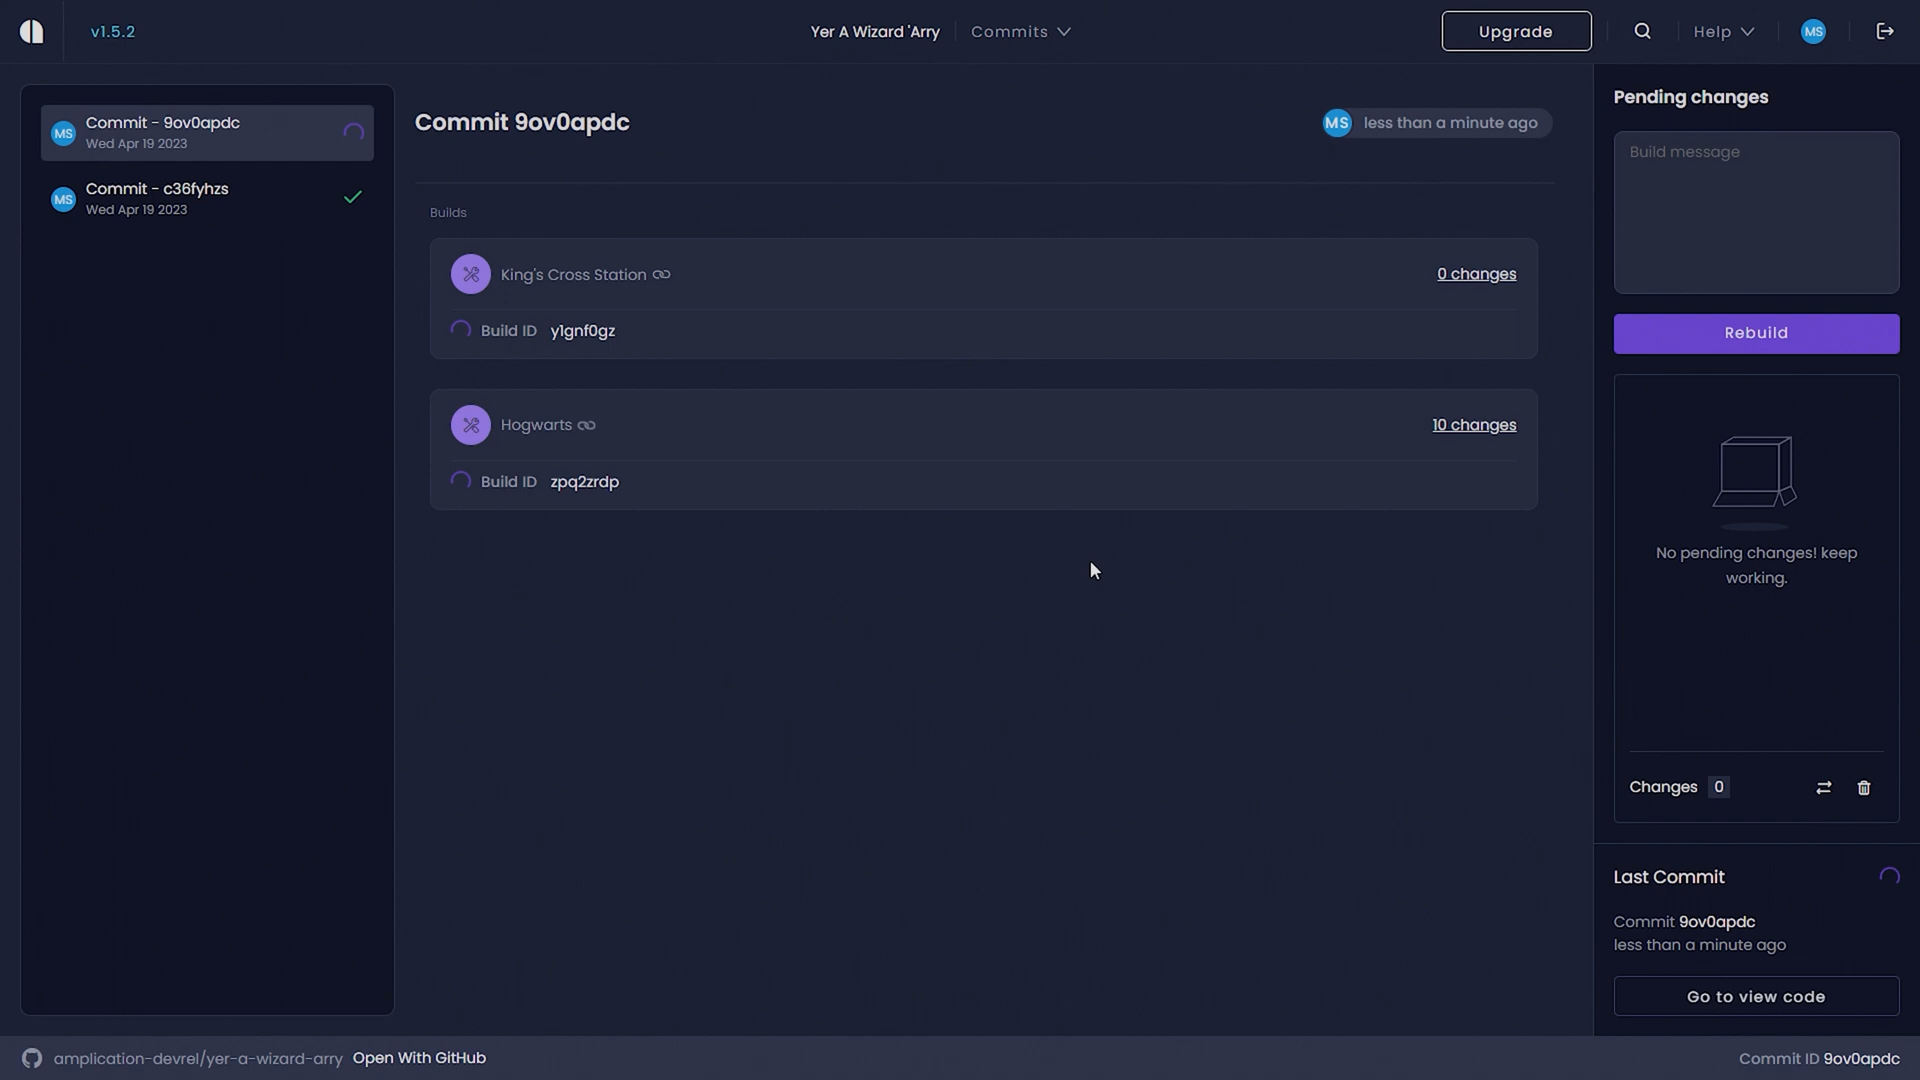 v1.5.2
Yer A Wizard 'Arry
Commits
Upgrade
Help
MS
MS
Commit - 9ov0apdc
Wed Apr 19 2023
MS
Commit - c36fyhzs
Wed Apr 19 2023
Commit 9ov0apdc
MS
less than a minute ago
Builds
King's Cross Station
0 changes
Build ID y1gnf0gz
Hogwarts
10 changes
Build ID zpq2zrdp
Pending changes
Build message
Rebuild
No pending changes! keep
working.
Changes 0
Last Commit
Commit 9ov0apdc
less than a minute ago
Go to view code
amplication-devrel/yer-a-wizard-arry Open With GitHub
Commit ID 9ov0apdc